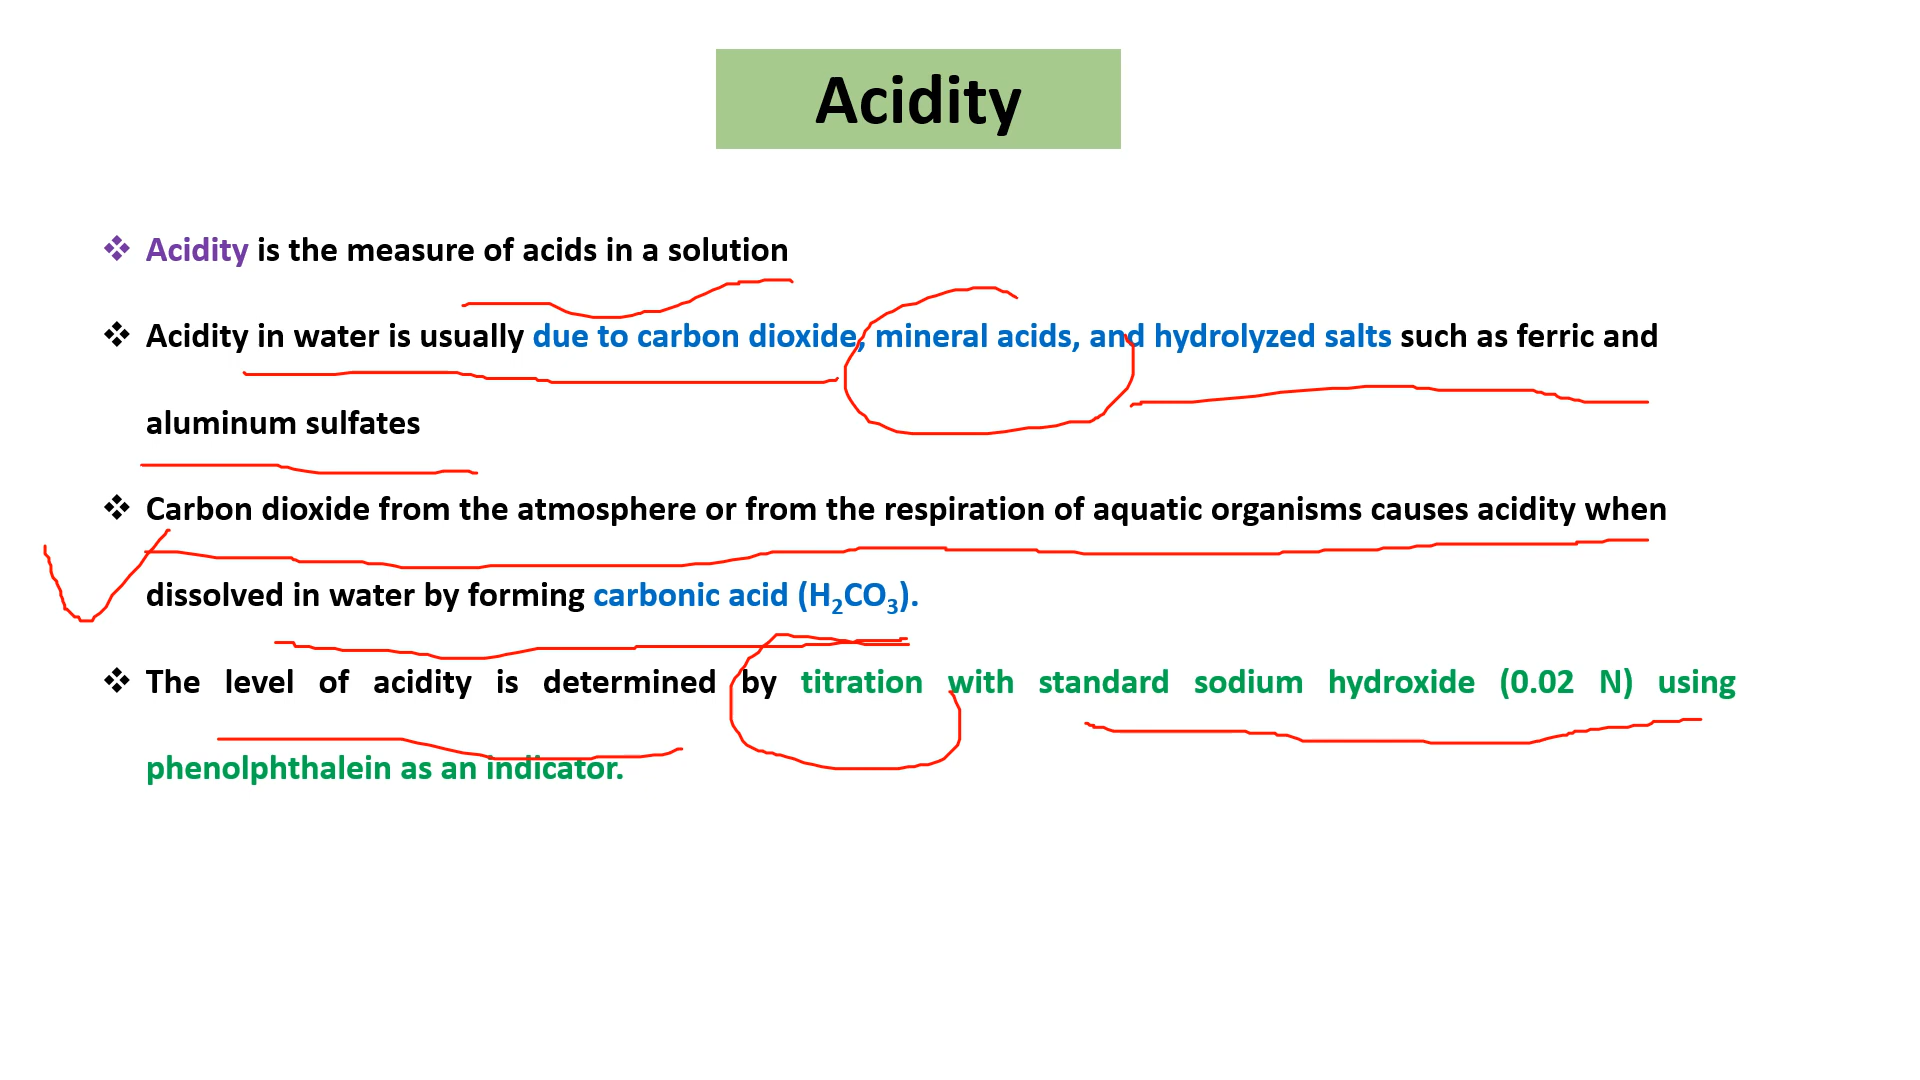 Acidity
❖ Acidity is the measure of acids in a solution
❖ Acidity in water is usually due to carbon dioxide, mineral acids, and hydrolyzed salts such as ferric and
aluminum sulfates
❖ Carbon dioxide from the atmosphere or from the respiration of aquatic organisms causes acidity when
dissolved in water by forming carbonic acid (H₂CO₃).
❖ The level of acidity is determined by titration with standard sodium hydroxide (0.02 N) using
phenolphthalein as an indicator.